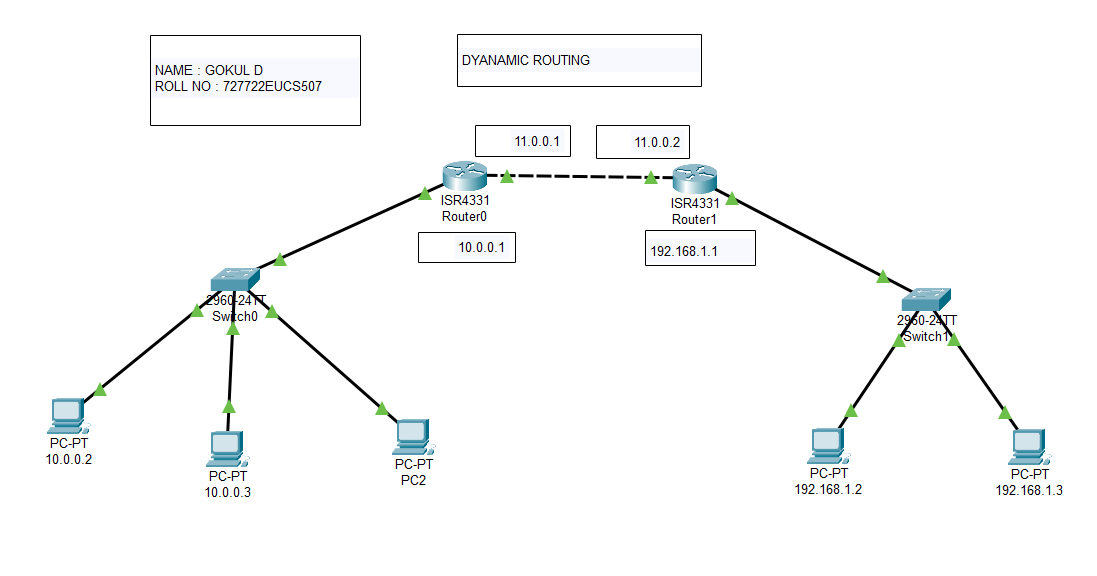 NAME : GOKUL D
ROLL NO : 727722EUCS507
DYANAMIC ROUTING
11.0.0.1
11.0.0.2
ISR4331
Router0
ISR4331
Router1
10.0.0.1
192.168.1.1
2960-24TT
Switch0
2960-24TT
Switch1
PC-PT
10.0.0.2
PC-PT
10.0.0.3
PC-PT
PC2
PC-PT
192.168.1.2
PC-PT
192.168.1.3